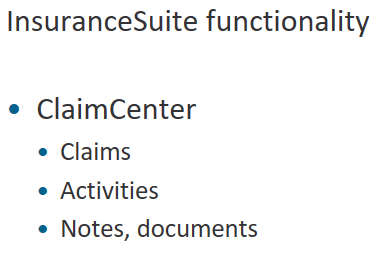 InsuranceSuite functionality
• ClaimCenter
• Claims
• Activities
• Notes, documents